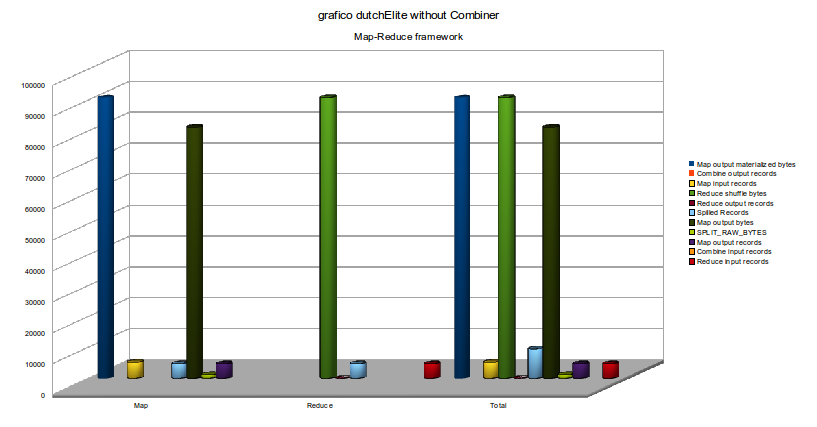 grafico dutchElite without Combiner
Map-Reduce framework
100000
90000
80000
70000
60000
50000
40000
30000
20000
10000
0
Map
Reduce
Total
Map output materialized bytes
Combine output records
Map input records
Reduce shuffle bytes
Reduce output records
Spilled Records
Map output bytes
SPLIT_RAW_BYTES
Map output records
Combine input records
Reduce input records